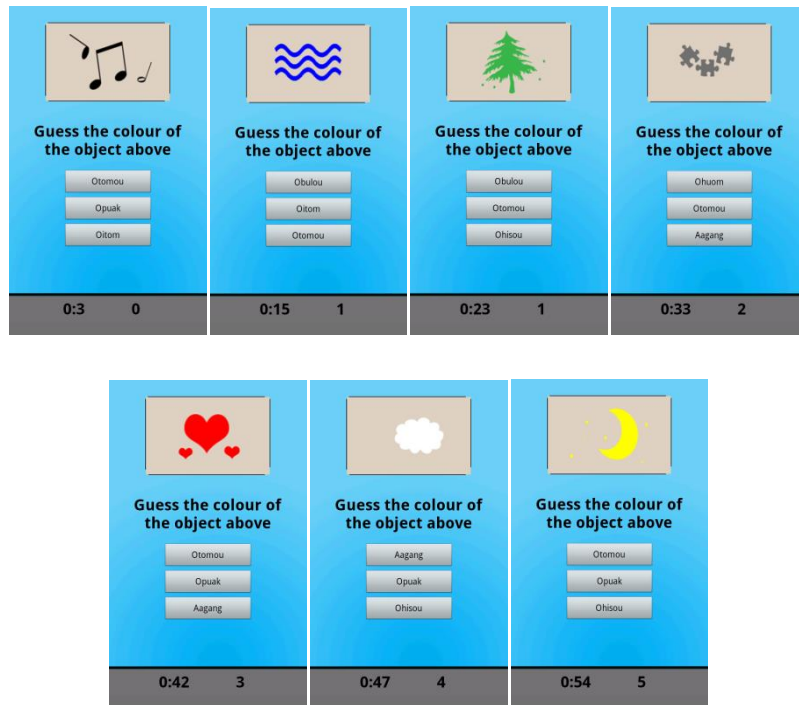 Guess the colour of
the object above
Otomou
Opuak
Oitom
0:3 0
Guess the colour of
the object above
Obulou
Oitom
Otomou
0:15 1
Guess the colour of
the object above
Obulou
Otomou
Ohisou
0:23 1
Guess the colour of
the object above
Ohuom
Otomou
Aagang
0:33 2
Guess the colour of
the object above
Otomou
Opuak
Aagang
0:42 3
Guess the colour of
the object above
Aagang
Opuak
Ohisou
0:47 4
Guess the colour of
the object above
Otomou
Opuak
Ohisou
0:54 5